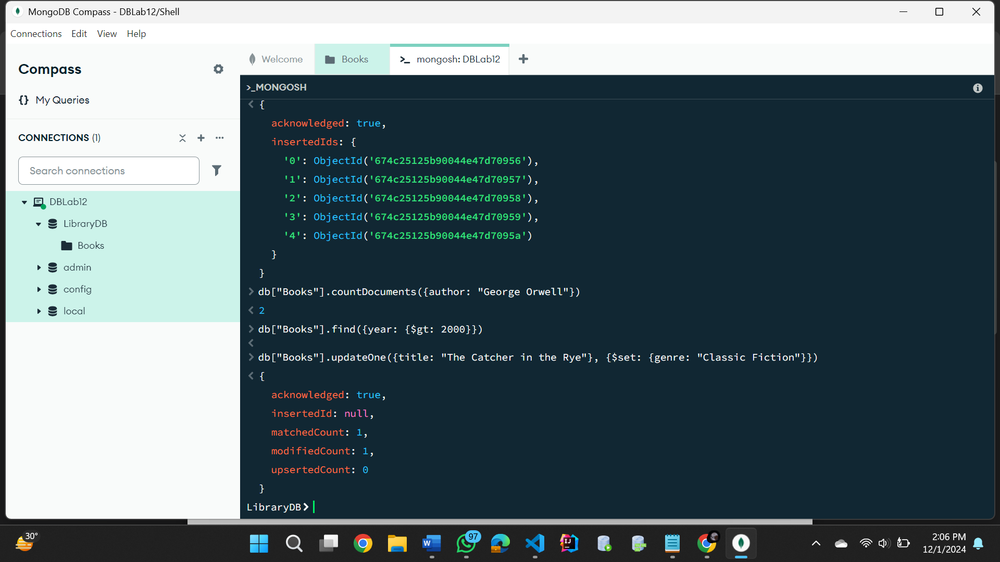 MongoDB Compass - DBLab12/Shell
Connections Edit View Help
Compass
{} My Queries
CONNECTIONS (1)
Search connections
DBLab12
LibraryDB
Books
admin
config
local
Welcome
Books
>_ mongosh: DBLab12
>_MONGOSH
< {
acknowledged: true,
insertedIds: {
'0': ObjectId('674c25125b90044e47d70956'),
'1': ObjectId('674c25125b90044e47d70957'),
'2': ObjectId('674c25125b90044e47d70958'),
'3': ObjectId('674c25125b90044e47d70959'),
'4': ObjectId('674c25125b90044e47d7095a')
}
}
> db["Books"].countDocuments({author: "George Orwell"})
< 2
> db["Books"].find({year: {$gt: 2000}})
<
> db["Books"].updateOne({title: "The Catcher in the Rye"}, {$set: {genre: "Classic Fiction"}})
< {
acknowledged: true,
insertedId: null,
matchedCount: 1,
modifiedCount: 1,
upsertedCount: 0
}
LibraryDB>
30°
W
97
IJ
2:06 PM
12/1/2024